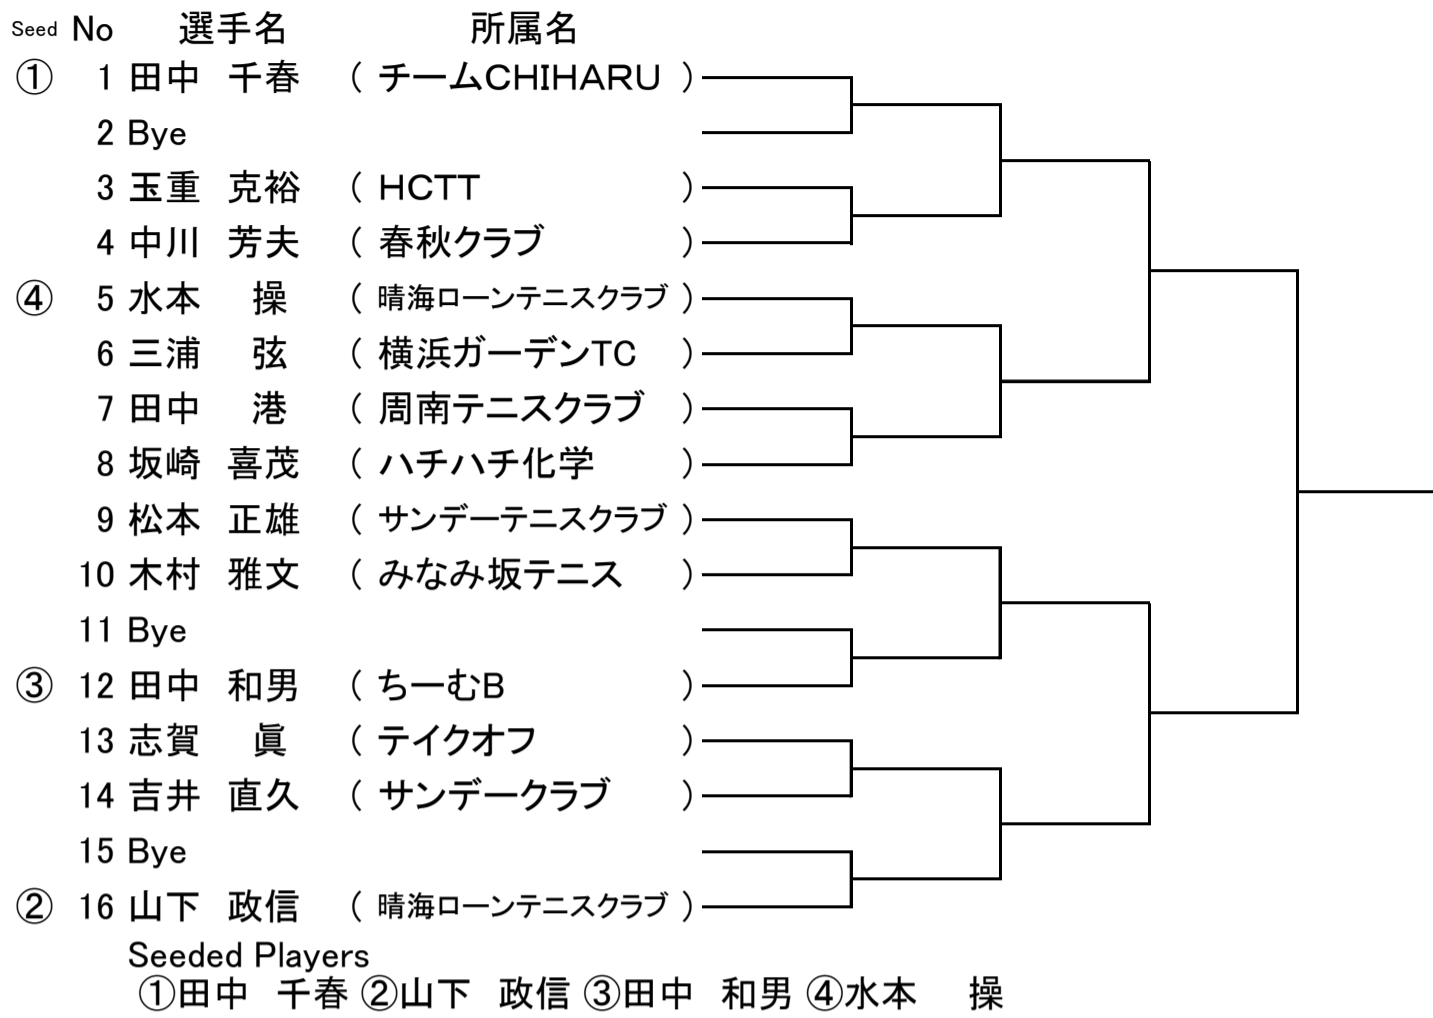 Seed No 選手名 所属名
① 1 田中 千春 ( チームCHIHARU )
2 Bye
3 玉重 克裕 ( HCTT )
4 中川 芳夫 ( 春秋クラブ )
④ 5 水本 操 ( 晴海ローンテニスクラブ )
6 三浦 弦 ( 横浜ガーデンTC )
7 田中 港 ( 周南テニスクラブ )
8 坂崎 喜茂 ( ハチハチ化学 )
9 松本 正雄 ( サンデーテニスクラブ )
10 木村 雅文 ( みなみ坂テニス )
11 Bye
③ 12 田中 和男 ( ちーむB )
13 志賀 眞 ( テイクオフ )
14 吉井 直久 ( サンデークラブ )
15 Bye
② 16 山下 政信 ( 晴海ローンテニスクラブ )
Seeded Players
①田中 千春 ②山下 政信 ③田中 和男 ④水本 操